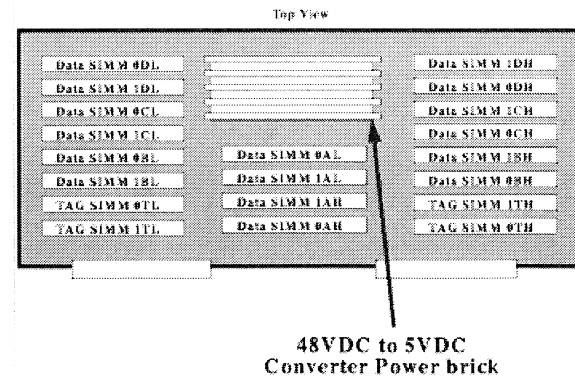 Top View
Data SIMM 0DL
Data SIMM 1DL
Data SIMM 0CL
Data SIMM 1CL
Data SIMM 0BL
Data SIMM 1BL
TAG SIMM 0TL
TAG SIMM 1TL
Data SIMM 0AL
Data SIMM 1AL
Data SIMM 1AH
Data SIMM 0AH
Data SIMM 1DH
Data SIMM 0DH
Data SIMM 1CH
Data SIMM 0CH
Data SIMM 1BH
Data SIMM 0BH
TAG SIMM 1TH
TAG SIMM 0TH
48VDC to 5VDC
Converter Power brick